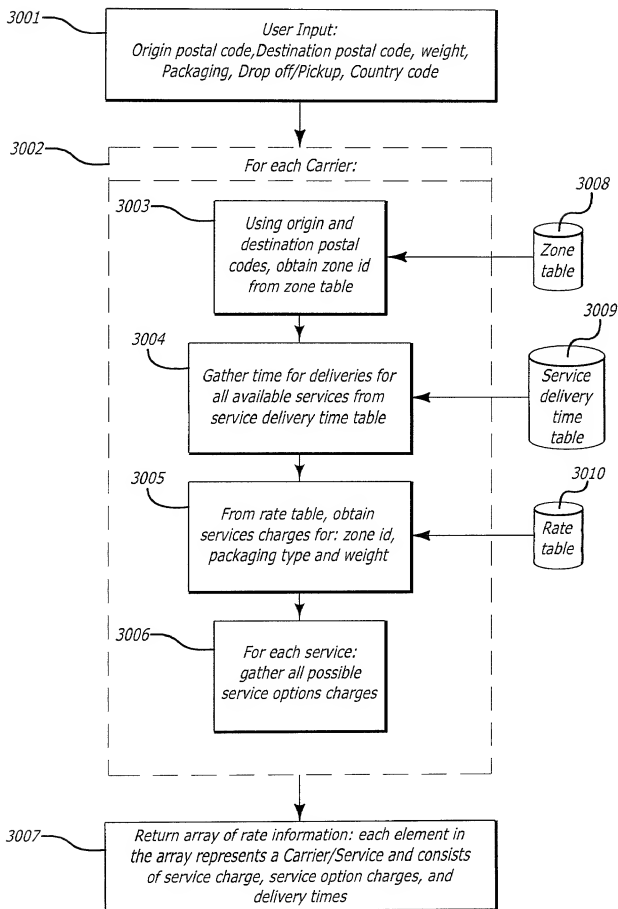 3001
User Input:
Origin postal code,Destination postal code, weight,
Packaging, Drop off/Pickup, Country code
3002
For each Carrier:
3003
Using origin and
destination postal
codes, obtain zone id
from zone table
3008
Zone
table
3004
Gather time for deliveries for
all available services from
service delivery time table
3009
Service
delivery
time
table
3005
From rate table, obtain
services charges for: zone id,
packaging type and weight
3010
Rate
table
3006
For each service:
gather all possible
service options charges
3007
Return array of rate information: each element in
the array represents a Carrier/Service and consists
of service charge, service option charges, and
delivery times